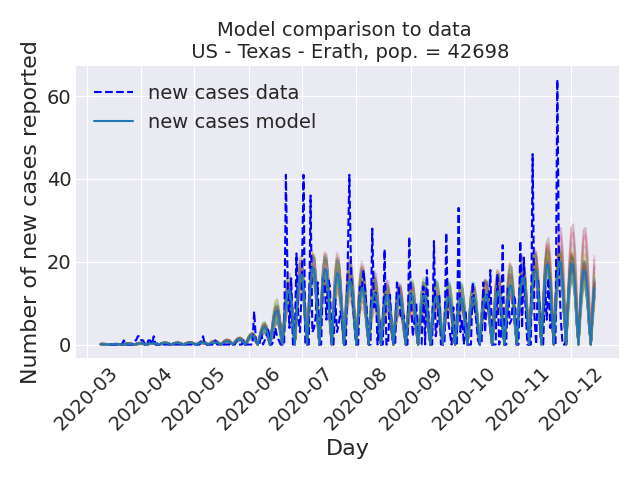 Model comparison to data
US - Texas - Erath, pop. = 42698
Number of new cases reported
60
40
20
0
new cases data
new cases model
2020-03
2020-04
2020-05
2020-06
2020-07
2020-08
2020-09
2020-10
2020-11
2020-12
Day